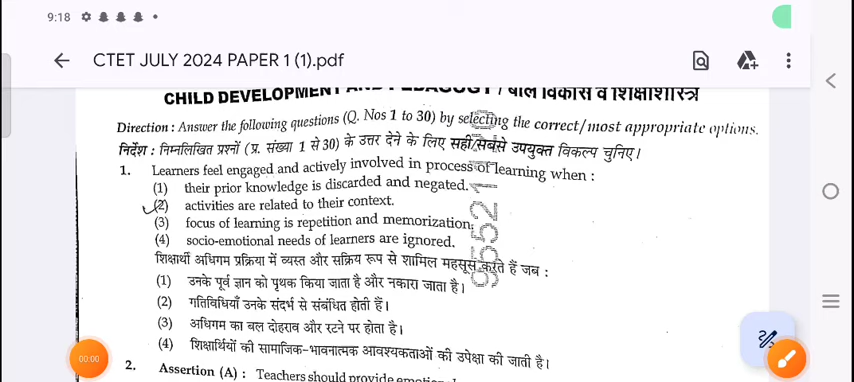 9:18
CTET JULY 2024 PAPER 1 (1).pdf
CHILD DEVELOPMENT AND PEDAGOGY / बाल विकास व शिक्षाशास्त्र
Direction : Answer the following questions (Q. Nos 1 to 30) by selecting the correct/most appropriate options.
निर्देश : निम्नलिखित प्रश्नों (प्र. संख्या 1 से 30) के उत्तर देने के लिए सही/सबसे उपयुक्त विकल्प चुनिए।
1. Learners feel engaged and actively involved in process of learning when :
(1) their prior knowledge is discarded and negated.
(2) activities are related to their context.
(3) focus of learning is repetition and memorization.
(4) socio-emotional needs of learners are ignored.
शिक्षार्थी अधिगम प्रक्रिया में व्यस्त और सक्रिय रूप से शामिल महसूस करते हैं जब :
(1) उनके पूर्व ज्ञान को पृथक किया जाता है और नकारा जाता है।
(2) गतिविधियाँ उनके संदर्भ से संबंधित होती हैं।
(3) अधिगम का बल दोहराव और रटने पर होता है।
(4) शिक्षार्थियों की सामाजिक-भावनात्मक आवश्यकताओं की उपेक्षा की जाती है।
2. Assertion (A) : Teachers should provide
00:00